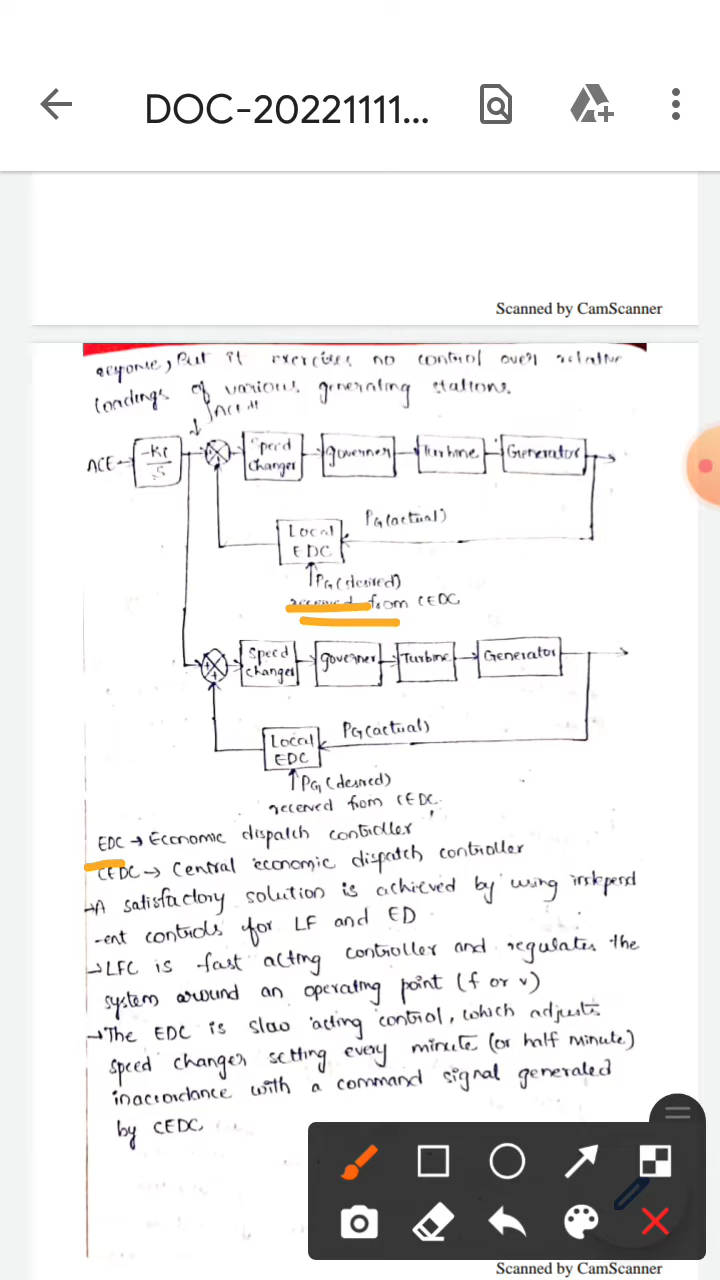 DOC-20221111...
Scanned by CamScanner
response, But it exercises no control over relative
loadings of various generating stations.
ACE
-KI
S
Speed
changer
governer
Turbine
Generator
PG (actual)
Local
EDC
PG (desired)
received from CEDC
Speed
changer
governer
Turbine
Generator
PG (actual)
Local
EDC
PG (desired)
received from CEDC
EDC → Economic dispatch controller
CEDC → Central economic dispatch controller
→A satisfactory solution is achieved by using independ
-ent controls for LF and ED
→LFC is fast acting controller and regulates the
system around an operating point (f or v)
→The EDC is slow acting control, which adjusts
speed changer setting every minute (or half minute)
inaccordance with a command signal generated
by CEDC
Scanned by CamScanner